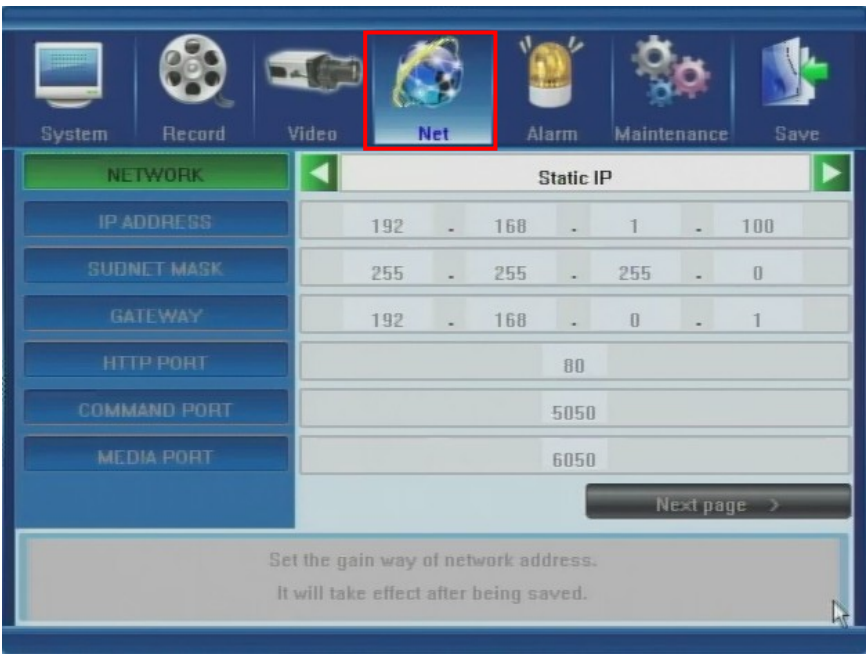 System Record Video Net Alarm Maintenance Save
NETWORK Static IP
IP ADDRESS 192 . 168 . 1 . 100
SUDNET MASK 255 . 255 . 255 . 0
GATEWAY 192 . 168 . 0 . 1
HTTP PORT 80
COMMAND PORT 5050
MEDIA PORT 6050
Next page >
Set the gain way of network address.
It will take effect after being saved.